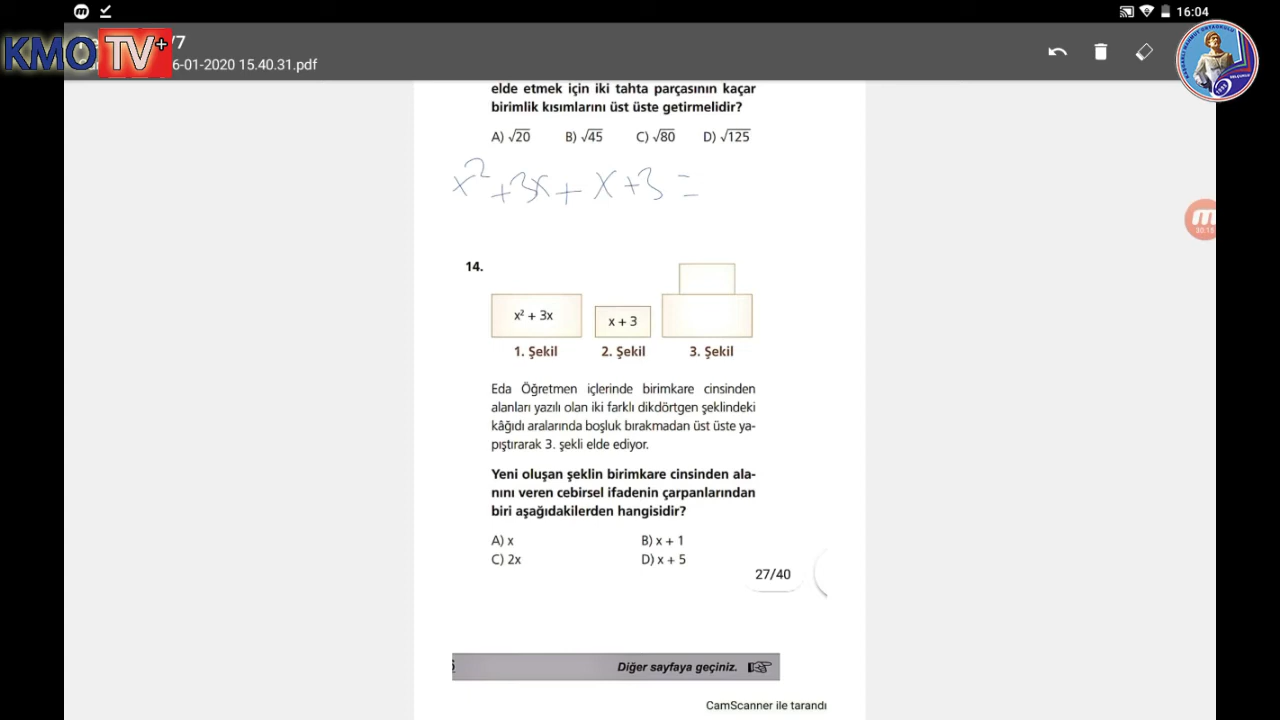 16:04
KMO TV+ /7
6-01-2020 15.40.31.pdf
elde etmek için iki tahta parçasının kaçar
birimlik kısımlarını üst üste getirmelidir?
A) √20 B) √45 C) √80 D) √125
x² + 3x + x + 3 =
00:15
14.
x² + 3x
x + 3
1. Şekil 2. Şekil 3. Şekil
Eda Öğretmen içlerinde birimkare cinsinden
alanları yazılı olan iki farklı dikdörtgen şeklindeki
kâğıdı aralarında boşluk bırakmadan üst üste ya-
pıştırarak 3. şekli elde ediyor.
Yeni oluşan şeklin birimkare cinsinden ala-
nını veren cebirsel ifadenin çarpanlarından
biri aşağıdakilerden hangisidir?
A) x B) x + 1
C) 2x D) x + 5
27/40
Diğer sayfaya geçiniz.
CamScanner ile tarandı